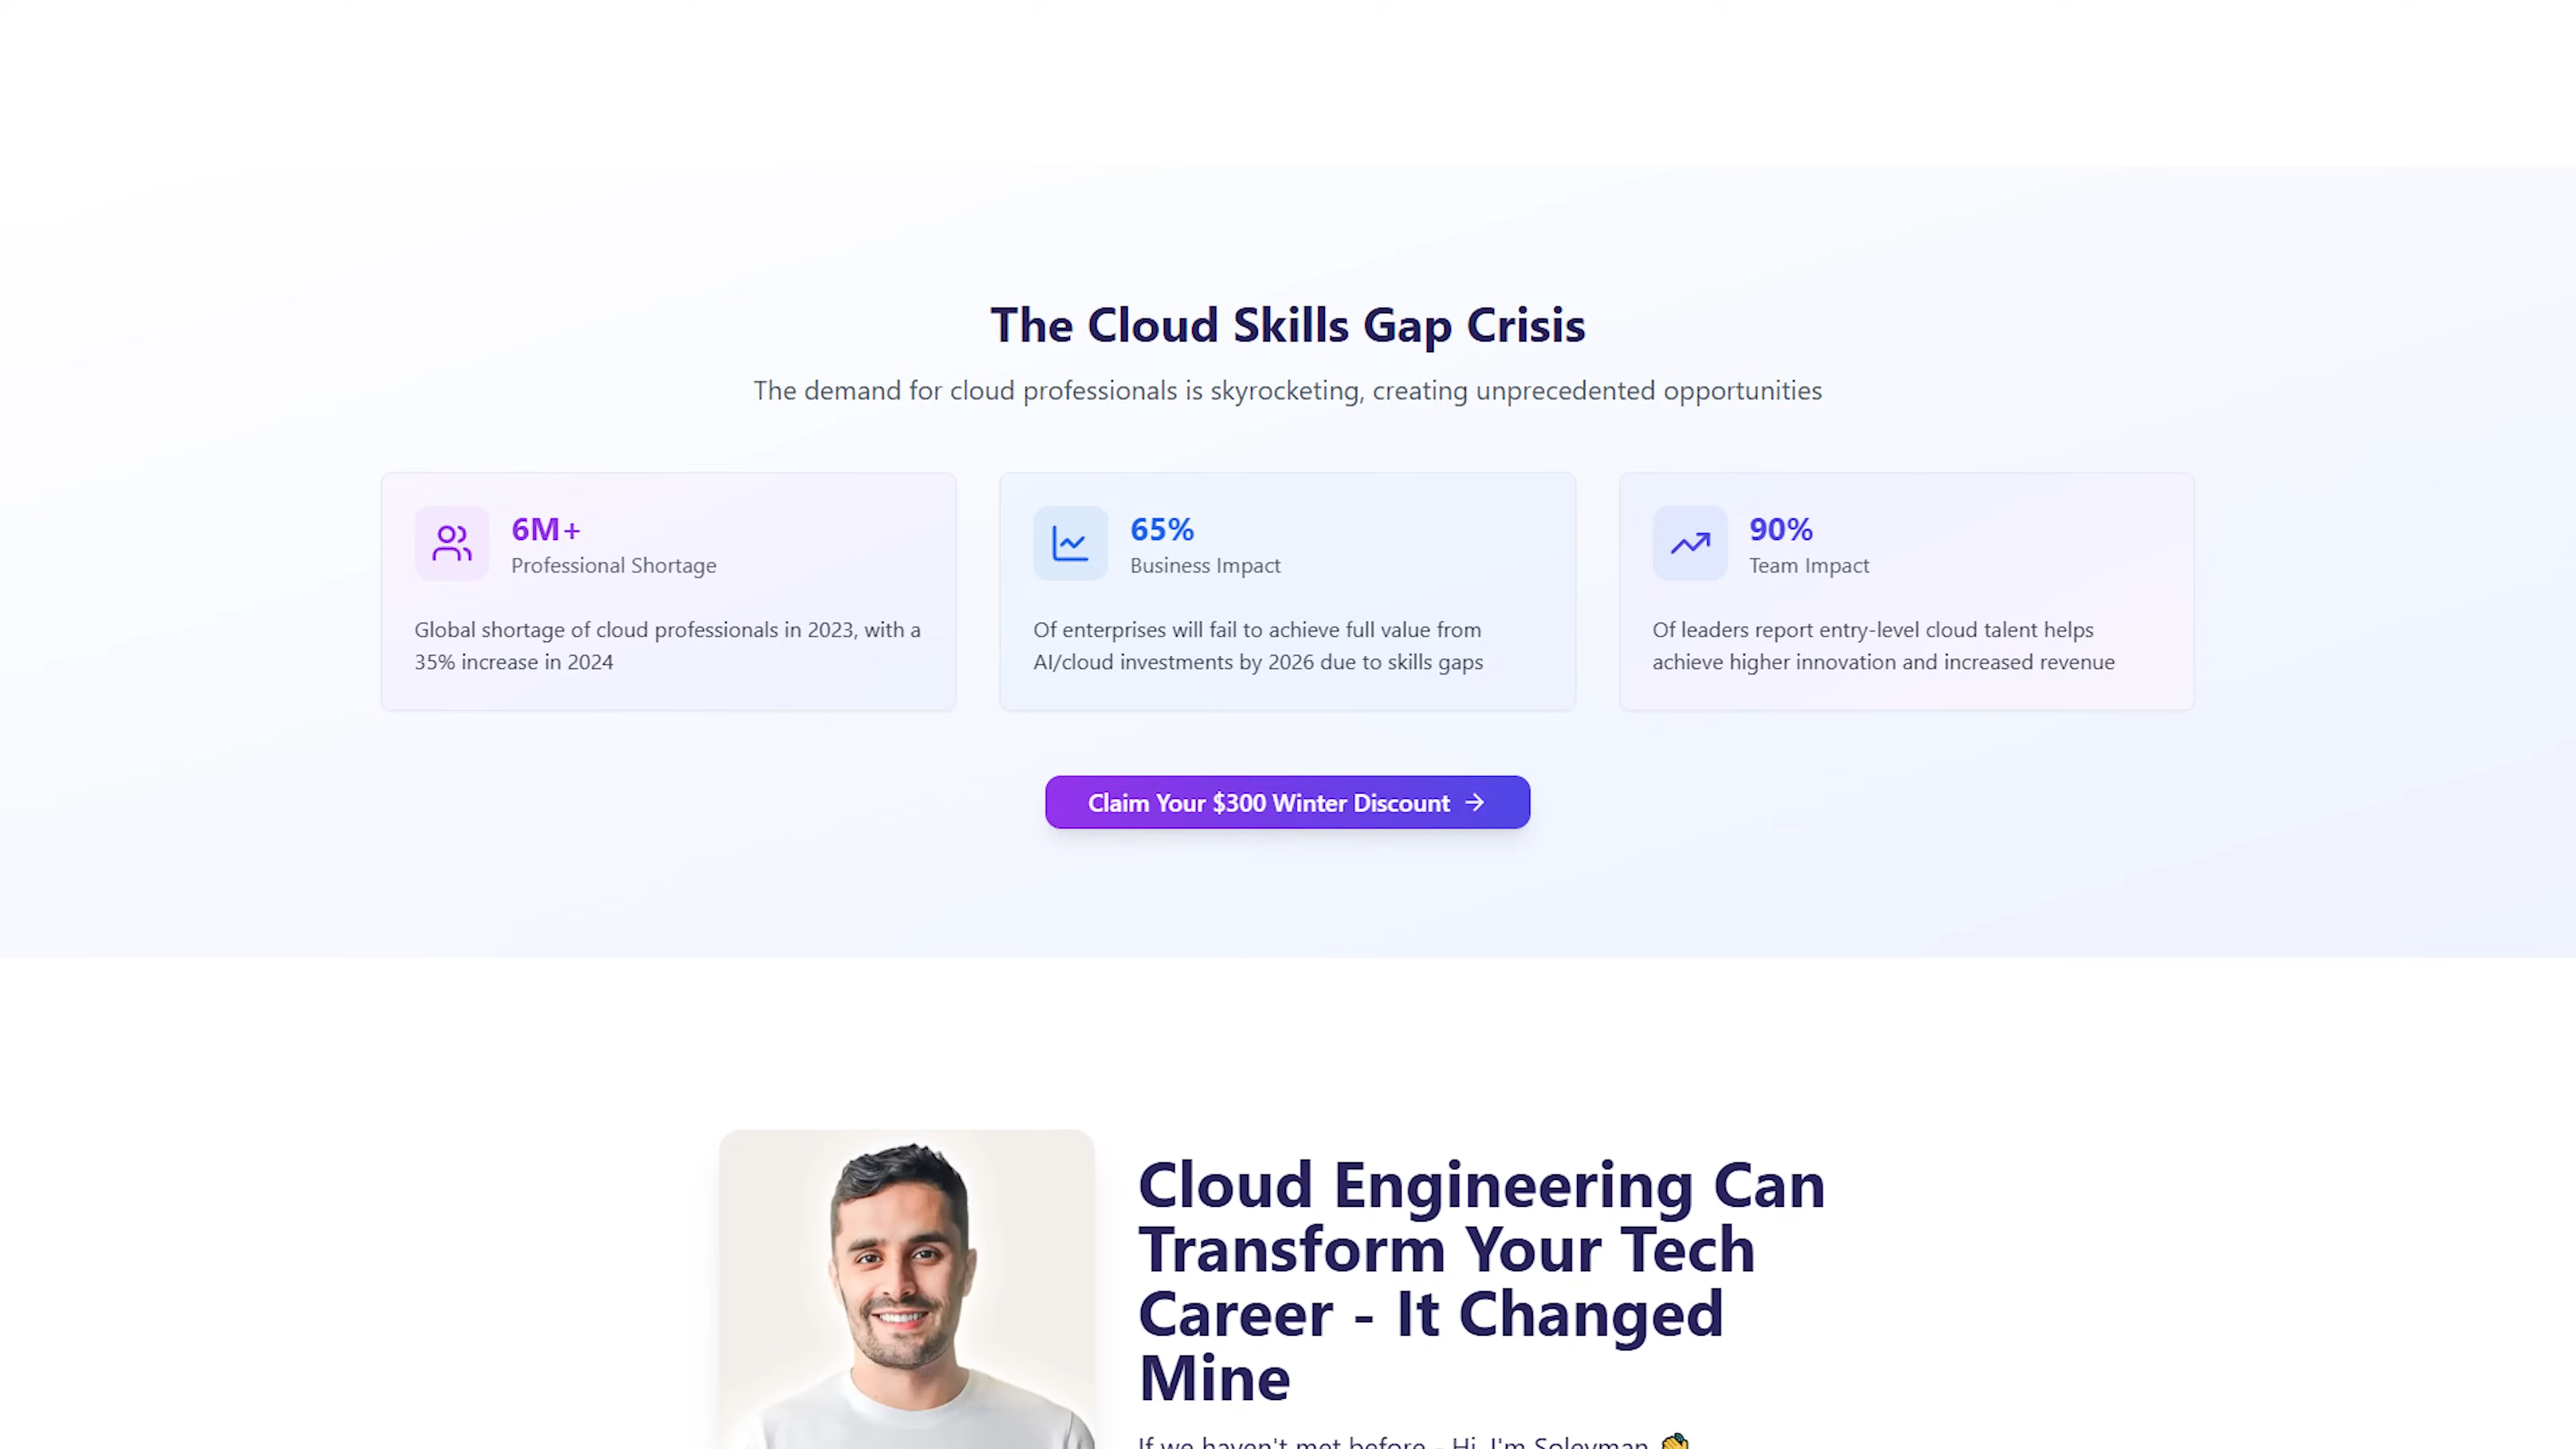 The Cloud Skills Gap Crisis
The demand for cloud professionals is skyrocketing, creating unprecedented opportunities
6M+
Professional Shortage
Global shortage of cloud professionals in 2023, with a
35% increase in 2024
65%
Business Impact
Of enterprises will fail to achieve full value from
AI/cloud investments by 2026 due to skills gaps
90%
Team Impact
Of leaders report entry-level cloud talent helps
achieve higher innovation and increased revenue
Claim Your $300 Winter Discount →
Cloud Engineering Can
Transform Your Tech
Career - It Changed
Mine
If we haven't met before - Hi, I'm Soleyman 👏